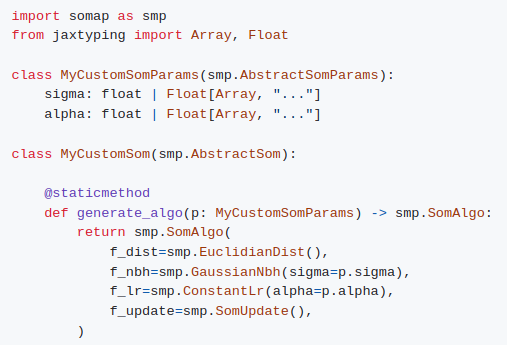 import somap as smp
from jaxtyping import Array, Float

class MyCustomSomParams(smp.AbstractSomParams):
    sigma: float | Float[Array, "..."]
    alpha: float | Float[Array, "..."]

class MyCustomSom(smp.AbstractSom):

    @staticmethod
    def generate_algo(p: MyCustomSomParams) -> smp.SomAlgo:
        return smp.SomAlgo(
            f_dist=smp.EuclidianDist(),
            f_nbh=smp.GaussianNbh(sigma=p.sigma),
            f_lr=smp.ConstantLr(alpha=p.alpha),
            f_update=smp.SomUpdate(),
        )